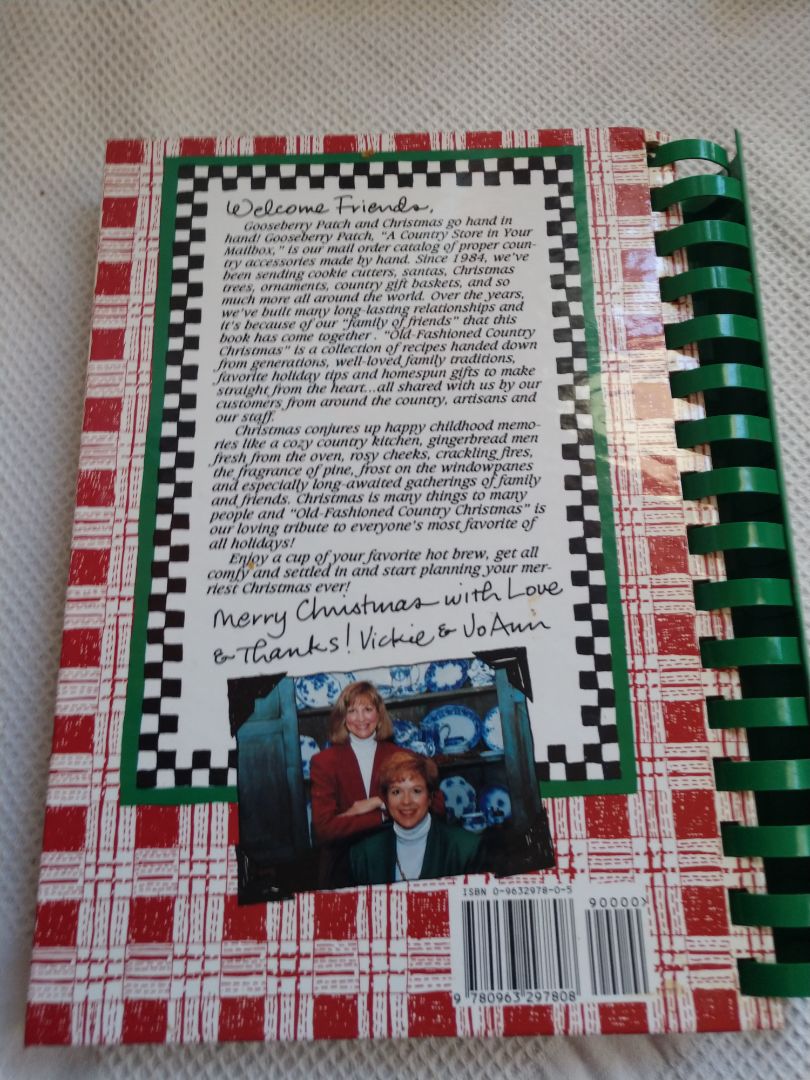 Welcome Friends,
Gooseberry Patch and Christmas go hand in
hand! Gooseberry Patch, "A Country Store in Your
Mailbox," is our mail order catalog of proper coun-
try accessories made by hand. Since 1984, we've
been sending cookie cutters, santas, Christmas
trees, ornaments, country gift baskets, and so
much more all around the world. Over the years,
we've built many long-lasting relationships and
it's because of our "family of friends" that this
book has come together . "Old-Fashioned Country
Christmas" is a collection of recipes handed down
from generations, well-loved family traditions,
favorite holiday tips and homespun gifts to make
straight from the heart...all shared with us by our
customers from around the country, artisans and
our staff.
Christmas conjures up happy childhood memo-
ries like a cozy country kitchen, gingerbread men
fresh from the oven, rosy cheeks, crackling fires,
the fragrance of pine, frost on the windowpanes
and especially long-awaited gatherings of family
and friends. Christmas is many things to many
people and "Old-Fashioned Country Christmas" is
our loving tribute to everyone's most favorite of
all holidays!
Enjoy a cup of your favorite hot brew, get all
comfy and settled in and start planning your mer-
riest Christmas ever!
Merry Christmas with Love
& Thanks! Vickie & JoAnn
ISBN 0-9632978-0-5
90000>
9 780963 297808